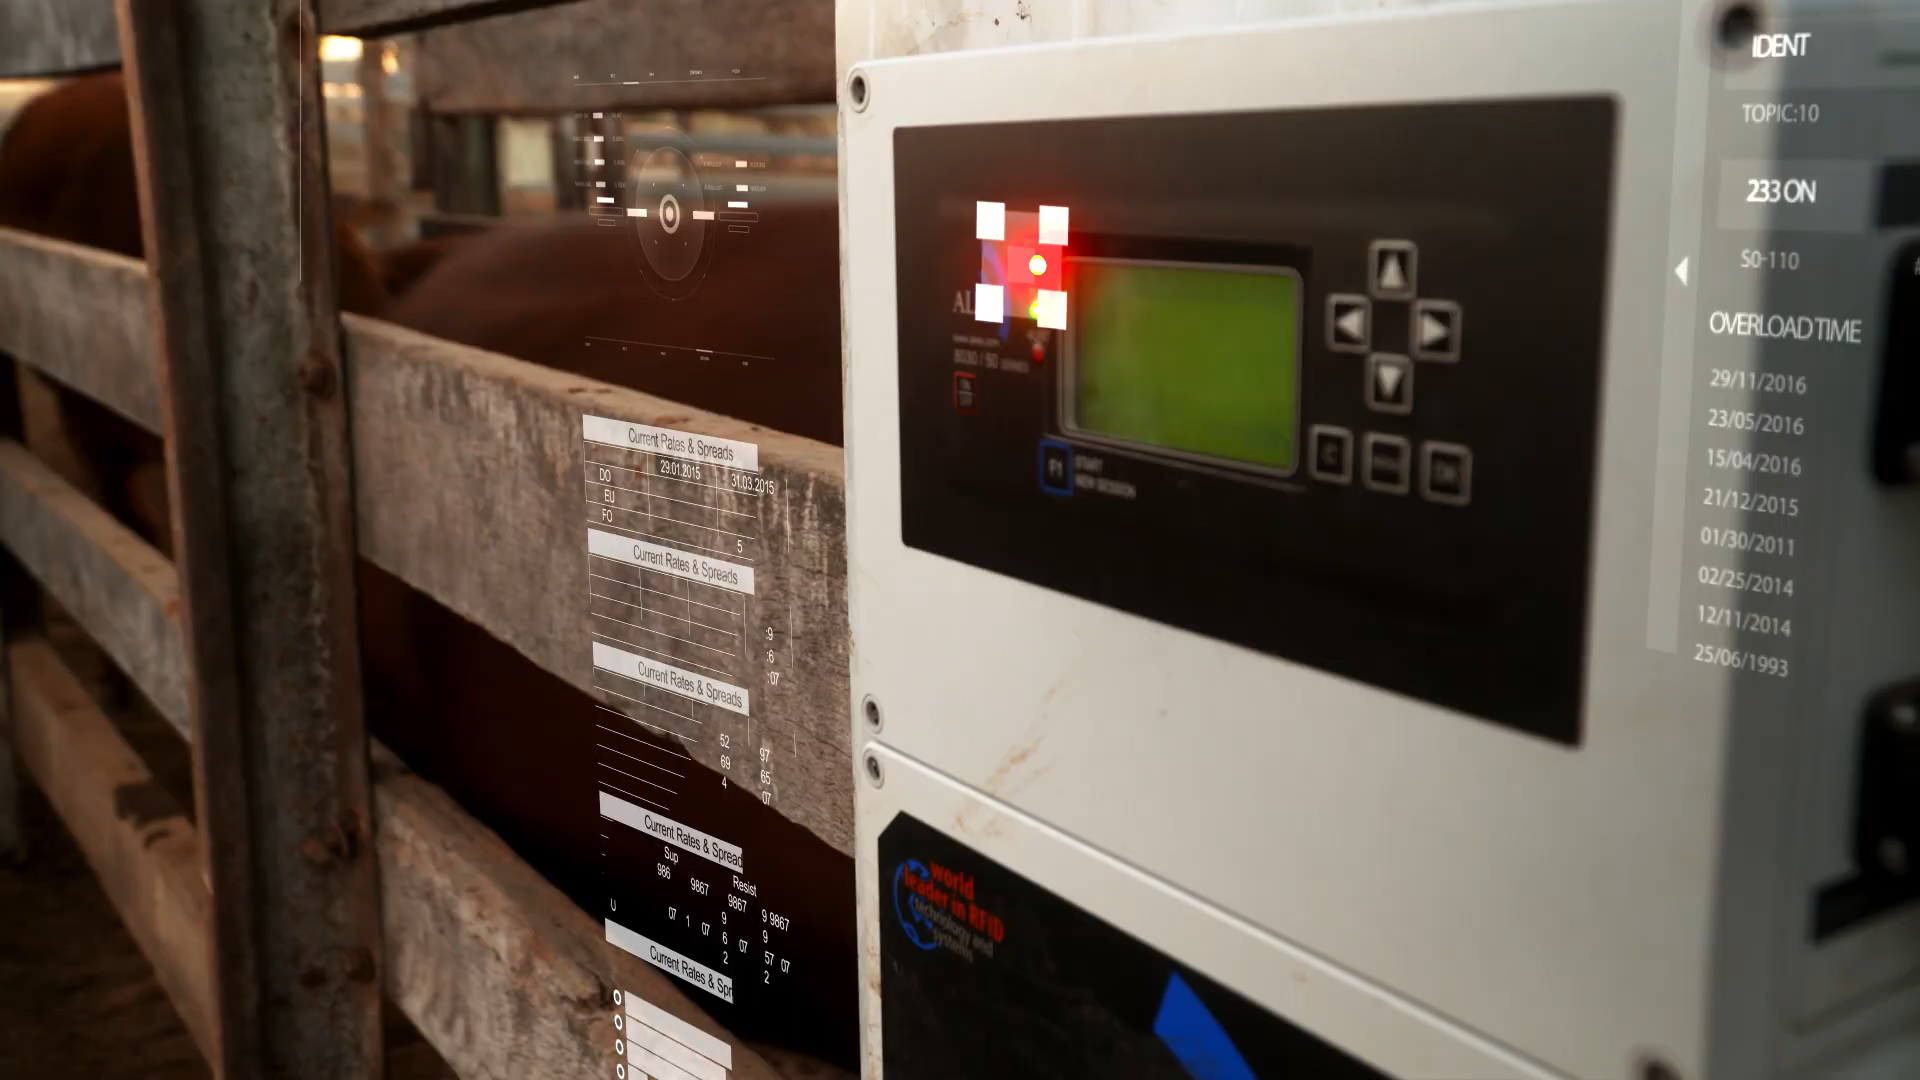 IDENT
TOPIC:10
233 ON
SO-110
OVERLOAD TIME
29/11/2016
23/05/2016
15/04/2016
21/12/2015
01/30/2011
02/25/2014
12/11/2014
25/06/1993
AL
8030 / 90
ON
F1
START
NEW SESSION
Current Rates & Spreads
29.01.2015 31.03.2015
DO
EU
FO
5
Current Rates & Spreads
:9
:6
:07
Current Rates & Spreads
52 97
69 65
4 07
Current Rates & Spread
Sup Resist
986 9867 9867 9 9867
U 07 1 07 9 9
6 07 57 07
2 2
Current Rates & Spr
world
leader in RFID
technology and
systems